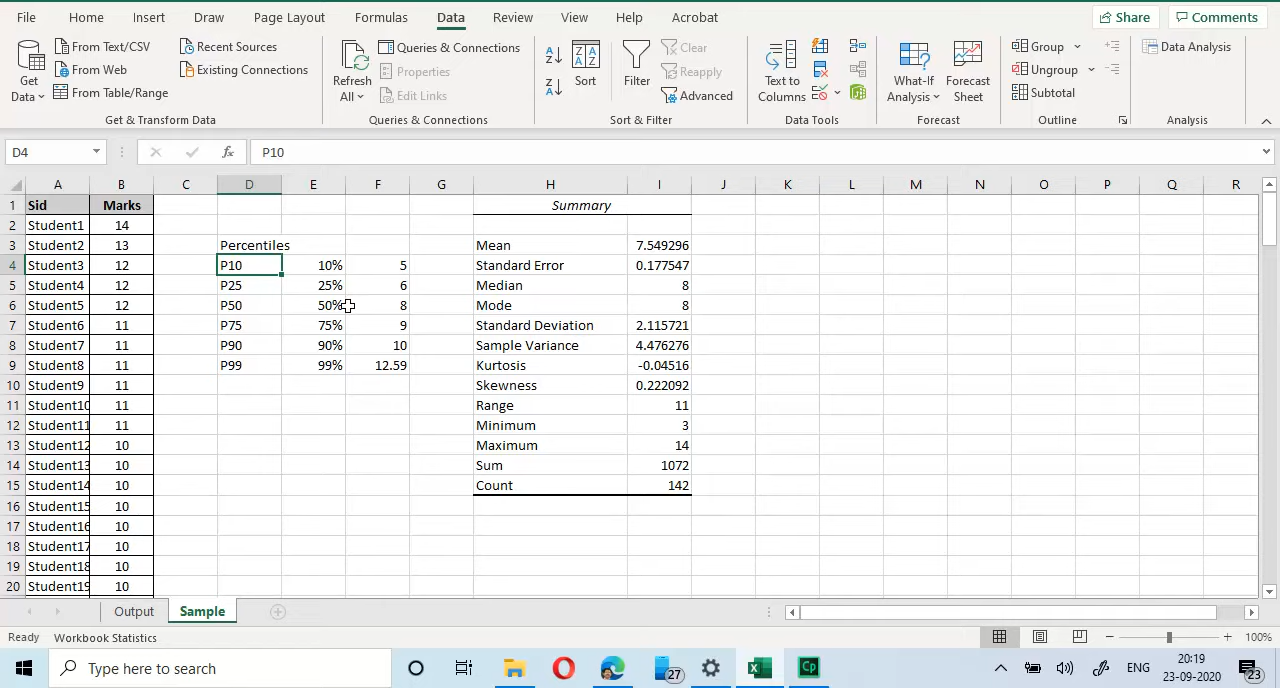 File Home Insert Draw Page Layout Formulas Data Review View Help Acrobat Share Comments
Get Data
From Text/CSV
From Web
From Table/Range
Recent Sources
Existing Connections
Get & Transform Data
Refresh All
Queries & Connections
Properties
Edit Links
Queries & Connections
Sort
Filter
Clear
Reapply
Advanced
Sort & Filter
Text to Columns
Data Tools
What-If Analysis
Forecast Sheet
Forecast
Group
Ungroup
Subtotal
Outline
Data Analysis
Analysis
D4 fx P10
A B C D E F G H I J K L M N O P Q R
1 Sid Marks Summary
2 Student1 14
3 Student2 13 Percentiles Mean 7.549296
4 Student3 12 P10 10% 5 Standard Error 0.177547
5 Student4 12 P25 25% 6 Median 8
6 Student5 12 P50 50% 8 Mode 8
7 Student6 11 P75 75% 9 Standard Deviation 2.115721
8 Student7 11 P90 90% 10 Sample Variance 4.476276
9 Student8 11 P99 99% 12.59 Kurtosis -0.04516
10 Student9 11 Skewness 0.222092
11 Student10 11 Range 11
12 Student11 11 Minimum 3
13 Student12 10 Maximum 14
14 Student13 10 Sum 1072
15 Student14 10 Count 142
16 Student15 10
17 Student16 10
18 Student17 10
19 Student18 10
20 Student19 10
Output Sample
Ready Workbook Statistics 100%
Type here to search 27 Cp ENG 20:19
23-09-2020 23